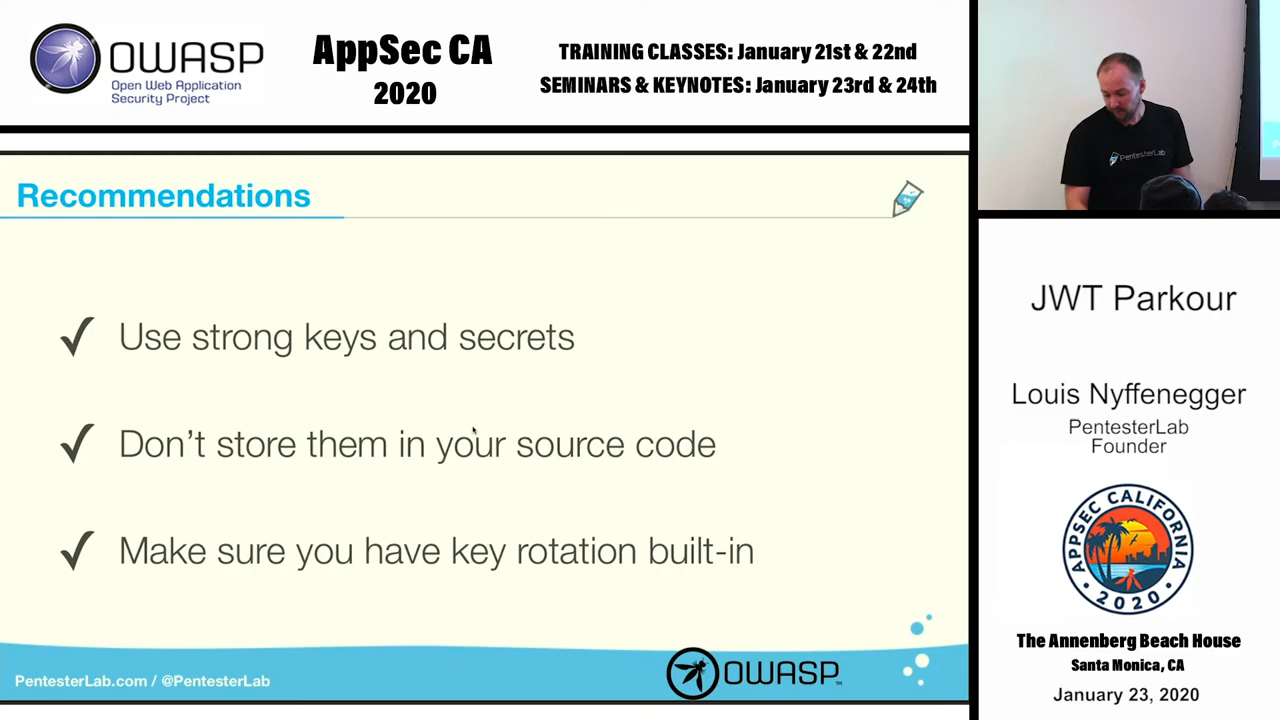 OWASP
Open Web Application
Security Project
AppSec CA
2020
TRAINING CLASSES: January 21st & 22nd
SEMINARS & KEYNOTES: January 23rd & 24th
PentesterLab
Recommendations
✓ Use strong keys and secrets
✓ Don't store them in your source code
✓ Make sure you have key rotation built-in
PentesterLab.com / @PentesterLab
OWASP™
JWT Parkour
Louis Nyffenegger
PentesterLab
Founder
APPSEC CALIFORNIA
• 2020 •
The Annenberg Beach House
Santa Monica, CA
January 23, 2020